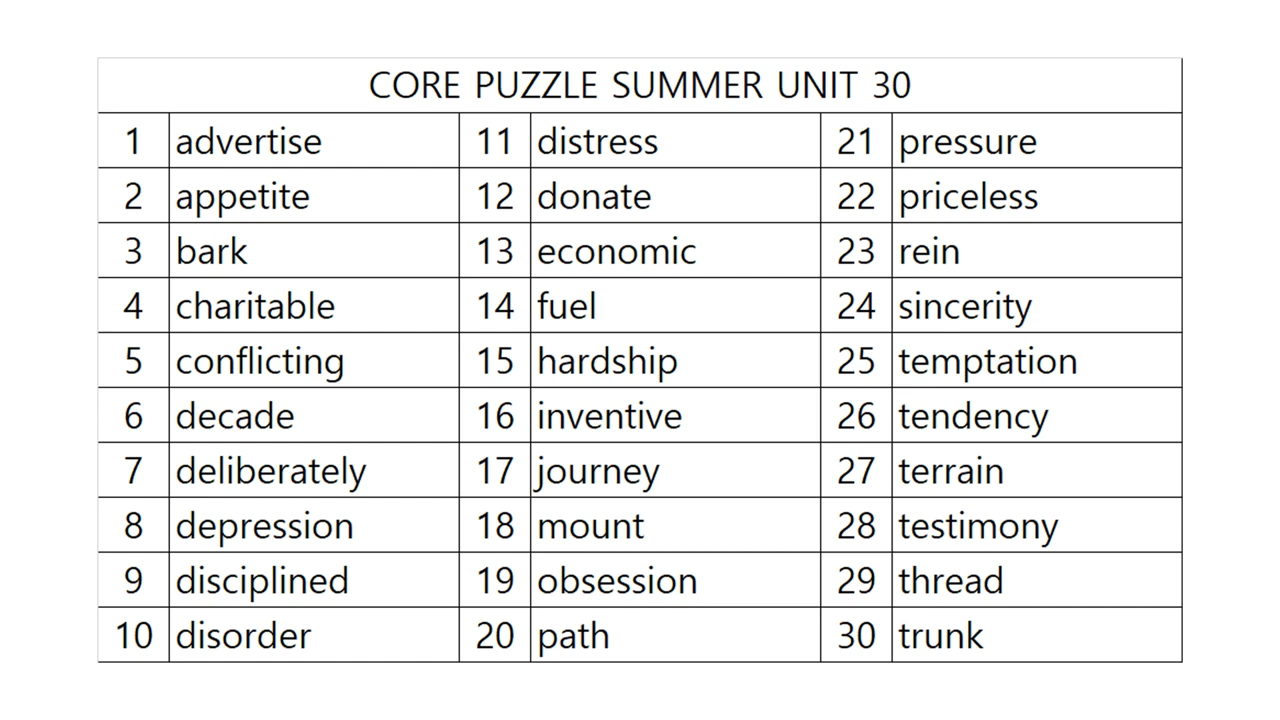 CORE PUZZLE SUMMER UNIT 30
1 advertise 11 distress 21 pressure
2 appetite 12 donate 22 priceless
3 bark 13 economic 23 rein
4 charitable 14 fuel 24 sincerity
5 conflicting 15 hardship 25 temptation
6 decade 16 inventive 26 tendency
7 deliberately 17 journey 27 terrain
8 depression 18 mount 28 testimony
9 disciplined 19 obsession 29 thread
10 disorder 20 path 30 trunk